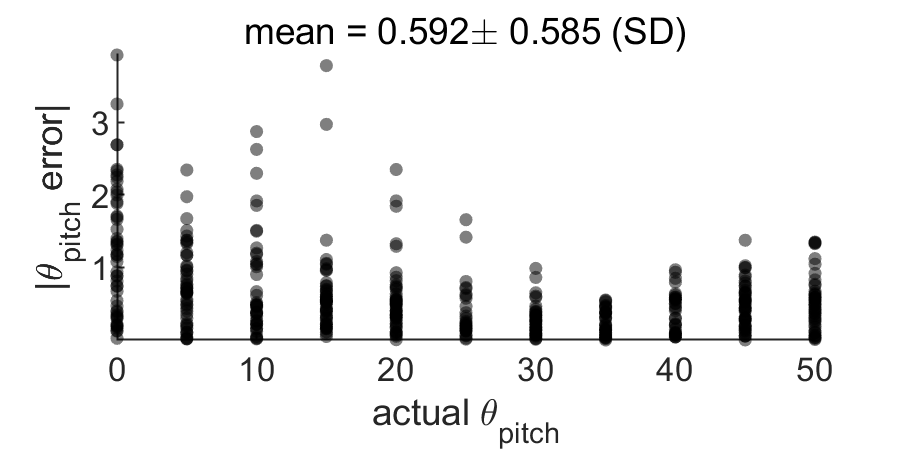 mean = 0.592± 0.585 (SD)
|θpitch error|
3
2
1
0 10 20 30 40 50
actual θpitch